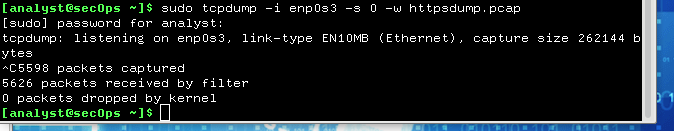 [analyst@secOps ~]$ sudo tcpdump -i enp0s3 -s 0 -w httpsdump.pcap
[sudo] password for analyst:
tcpdump: listening on enp0s3, link-type EN10MB (Ethernet), capture size 262144 b
ytes
^C5598 packets captured
5626 packets received by filter
0 packets dropped by kernel
[analyst@secOps ~]$